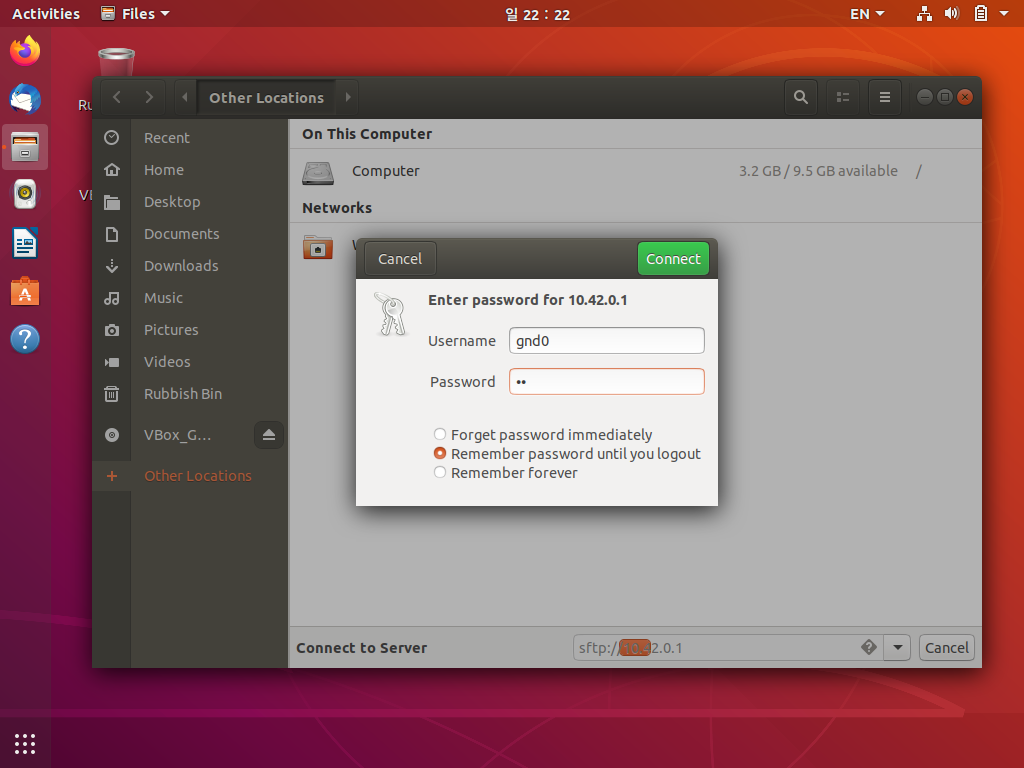 Activities
Files
일 22 : 22
EN
Other Locations
Recent
Home
Desktop
Documents
Downloads
Music
Pictures
Videos
Rubbish Bin
VBox_G...
Other Locations
On This Computer
Computer
3.2 GB / 9.5 GB available
/
Networks
Cancel
Connect
Enter password for 10.42.0.1
Username
gnd0
Password
••
Forget password immediately
Remember password until you logout
Remember forever
Connect to Server
sftp://10.42.0.1
Cancel